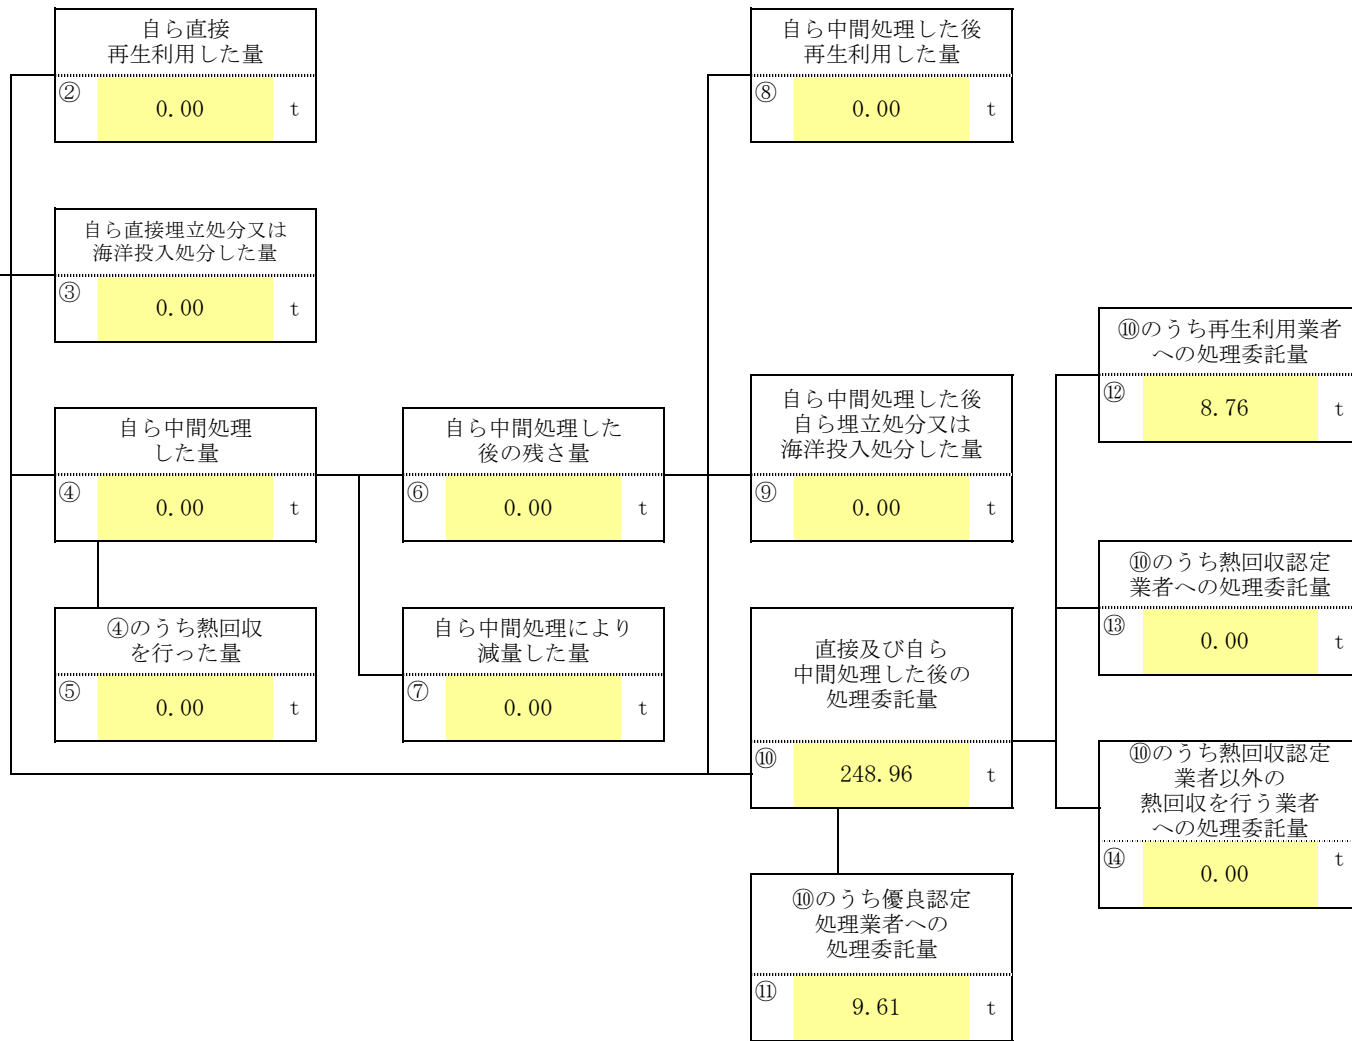 自ら直接
再生利用した量
② 0.00 t
自ら直接埋立処分又は
海洋投入処分した量
③ 0.00 t
自ら中間処理
した量
④ 0.00 t
④のうち熱回収
を行った量
⑤ 0.00 t
自ら中間処理した
後の残さ量
⑥ 0.00 t
自ら中間処理により
減量した量
⑦ 0.00 t
自ら中間処理した後
再生利用した量
⑧ 0.00 t
自ら中間処理した後
自ら埋立処分又は
海洋投入処分した量
⑨ 0.00 t
直接及び自ら
中間処理した後の
処理委託量
⑩ 248.96 t
⑩のうち優良認定
処理業者への
処理委託量
⑪ 9.61 t
⑩のうち再生利用業者
への処理委託量
⑫ 8.76 t
⑩のうち熱回収認定
業者への処理委託量
⑬ 0.00 t
⑩のうち熱回収認定
業者以外の
熱回収を行う業者
への処理委託量
⑭ 0.00 t